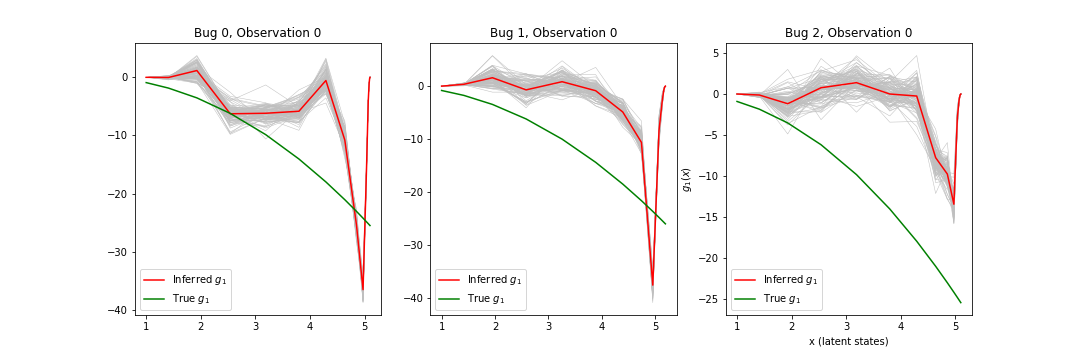 Bug 0, Observation 0
0
−10
−20
−30
−40
1 2 3 4 5
Inferred g₁
True g₁
Bug 1, Observation 0
0
−10
−20
−30
−40
1 2 3 4 5
Inferred g₁
True g₁
Bug 2, Observation 0
g₁(x)
5
0
−5
−10
−15
−20
−25
1 2 3 4 5
x (latent states)
Inferred g₁
True g₁